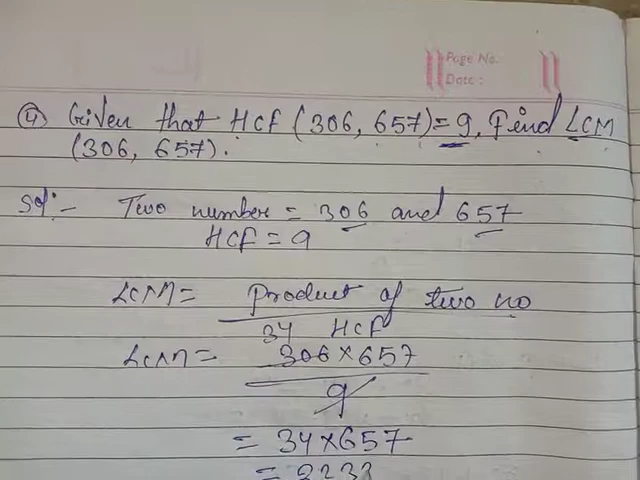 Page No.
Date:
④ Given that HCF (306, 657) = 9, Find LCM
(306, 657).
Sol:- Two number = 306 and 657
HCF = 9
LCM = Product of two no
HCF
34
LCM = 306×657
9
= 34×657